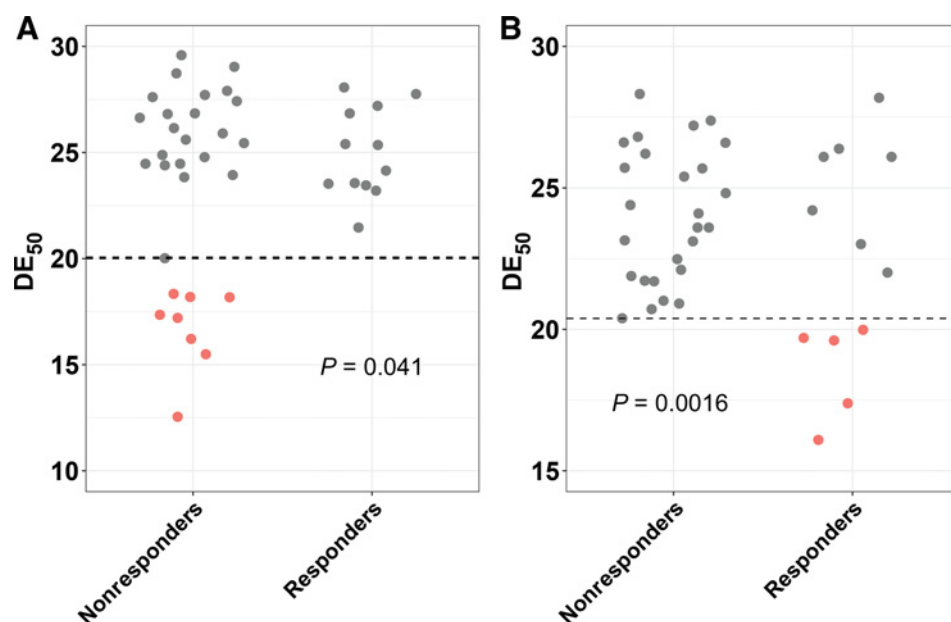 A
DE50
30
25
20
15
10
P = 0.041
Nonresponders
Responders
B
DE50
30
25
20
15
P = 0.0016
Nonresponders
Responders